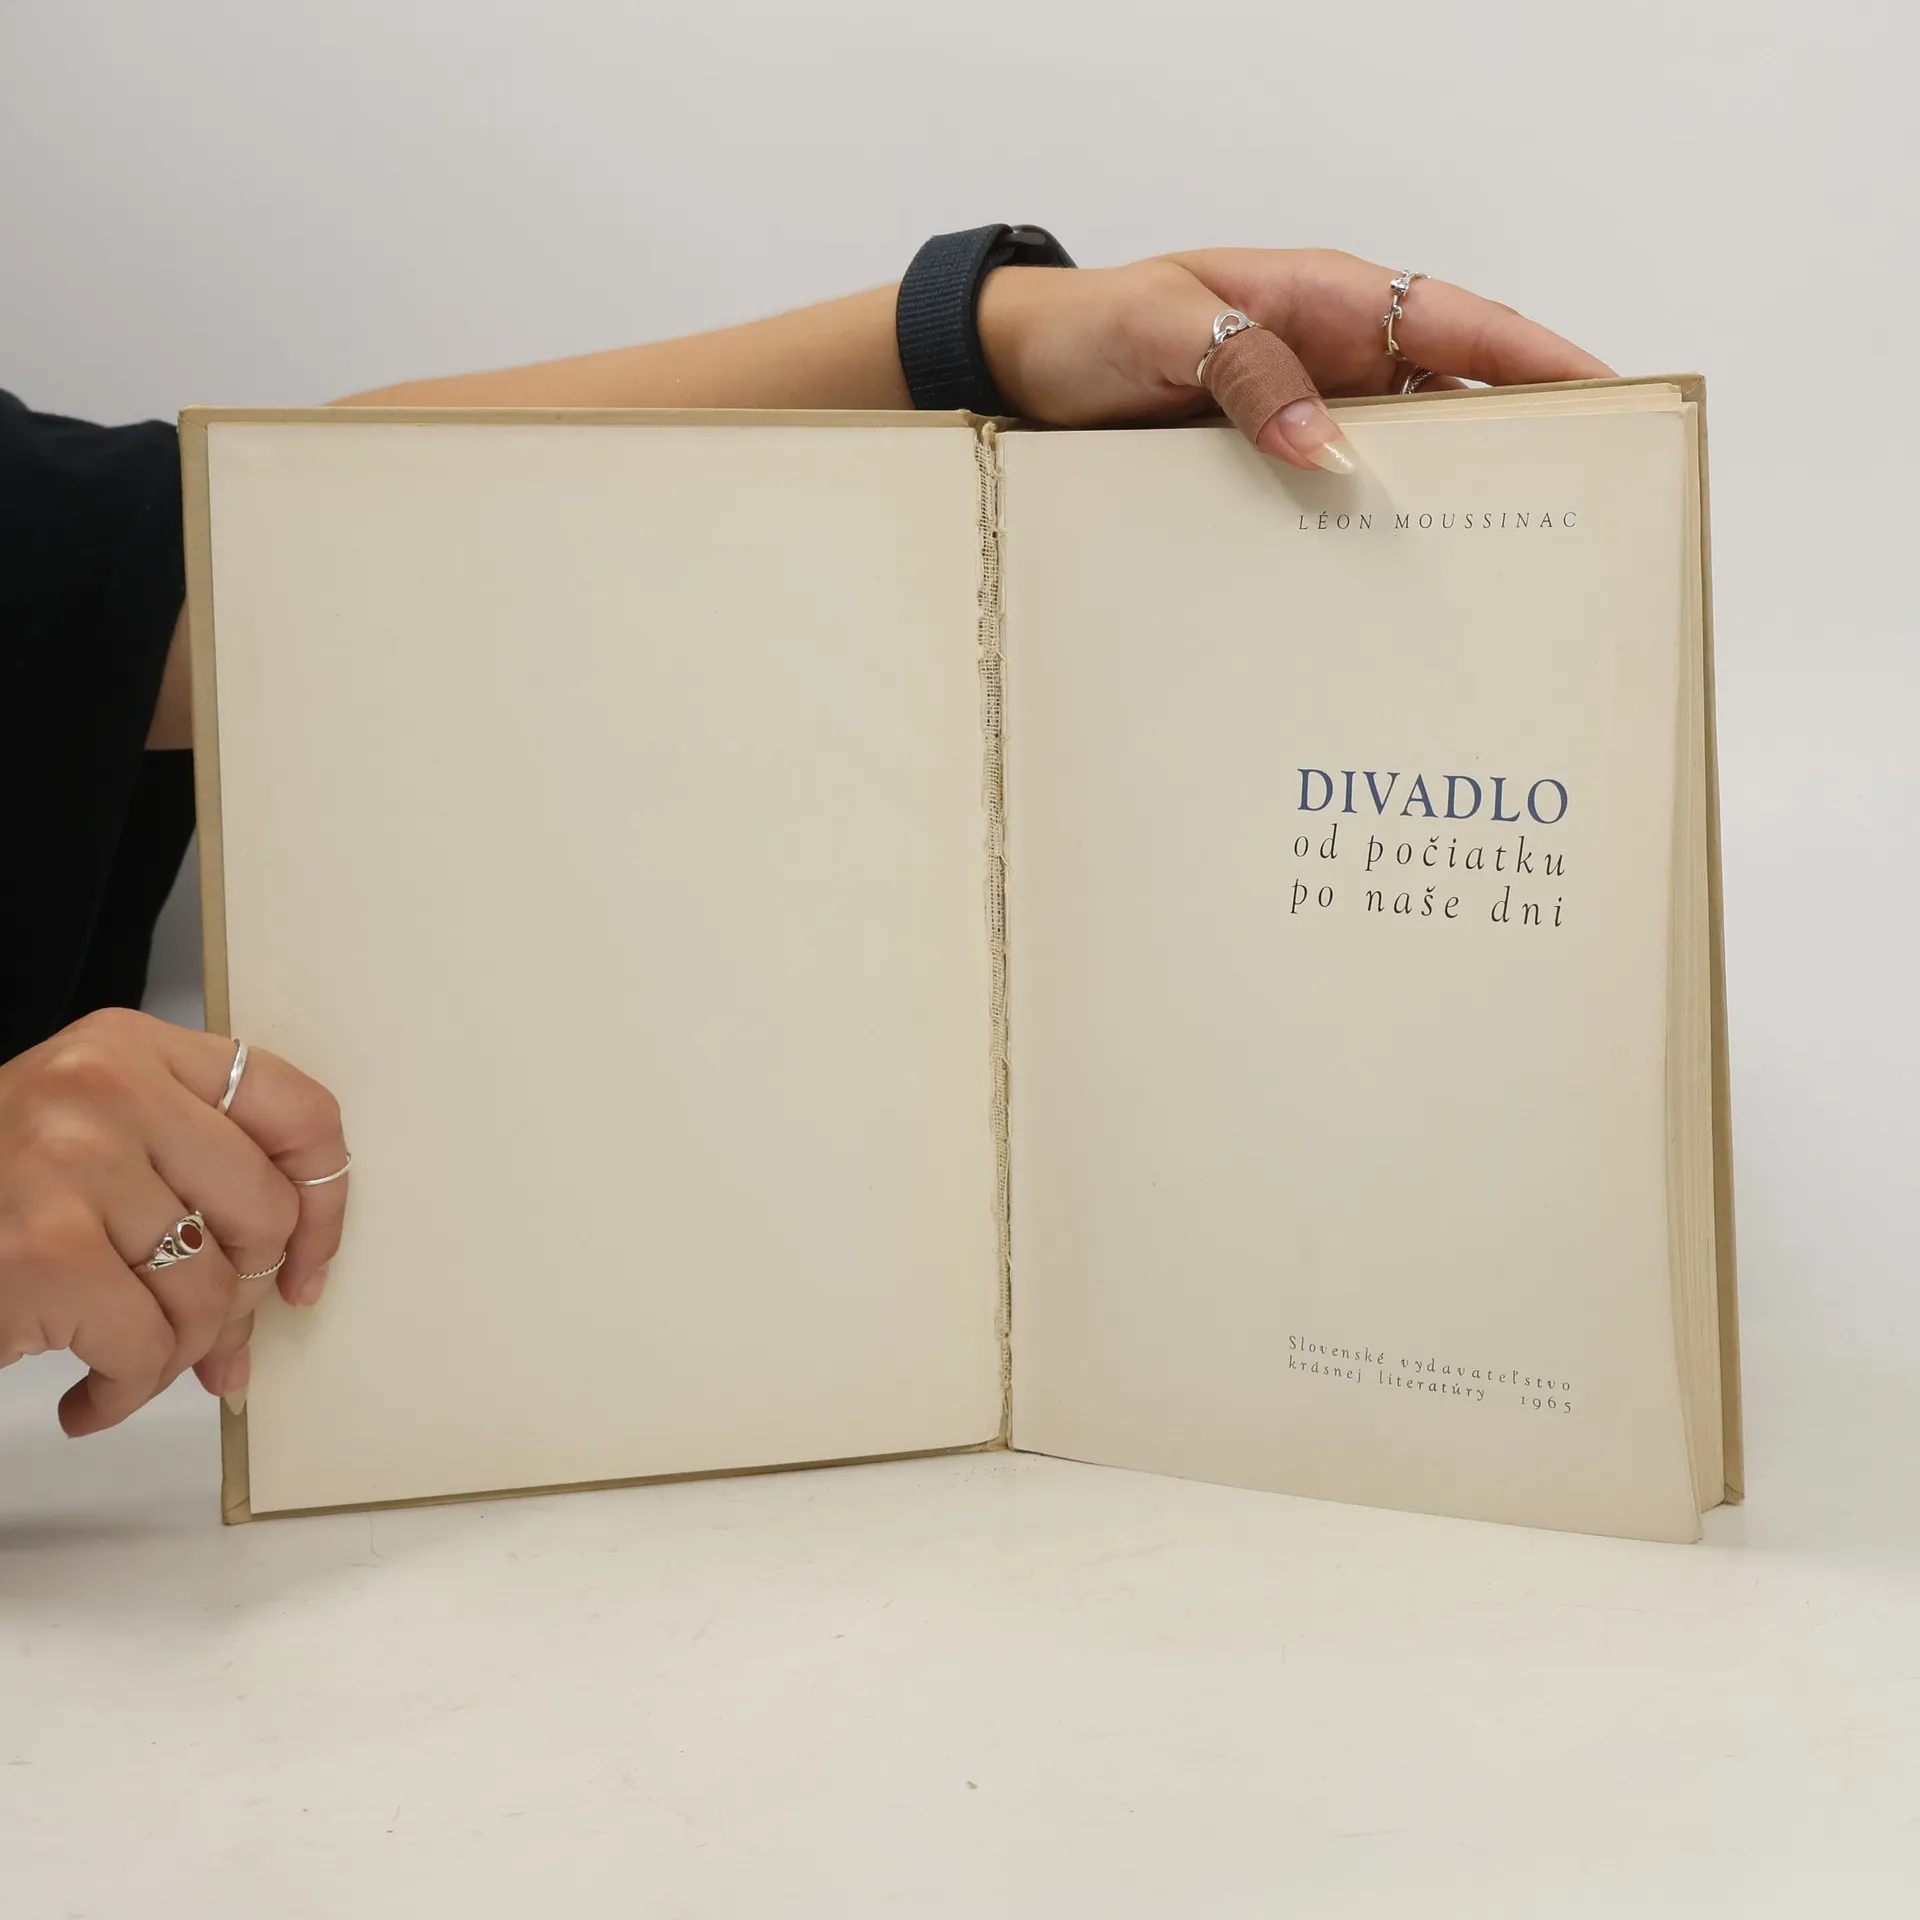 LÉON MOUSSINAC
DIVADLO
od počiatku
po naše dni
Slovenské vydavateľstvo
krásnej literatúry 1965